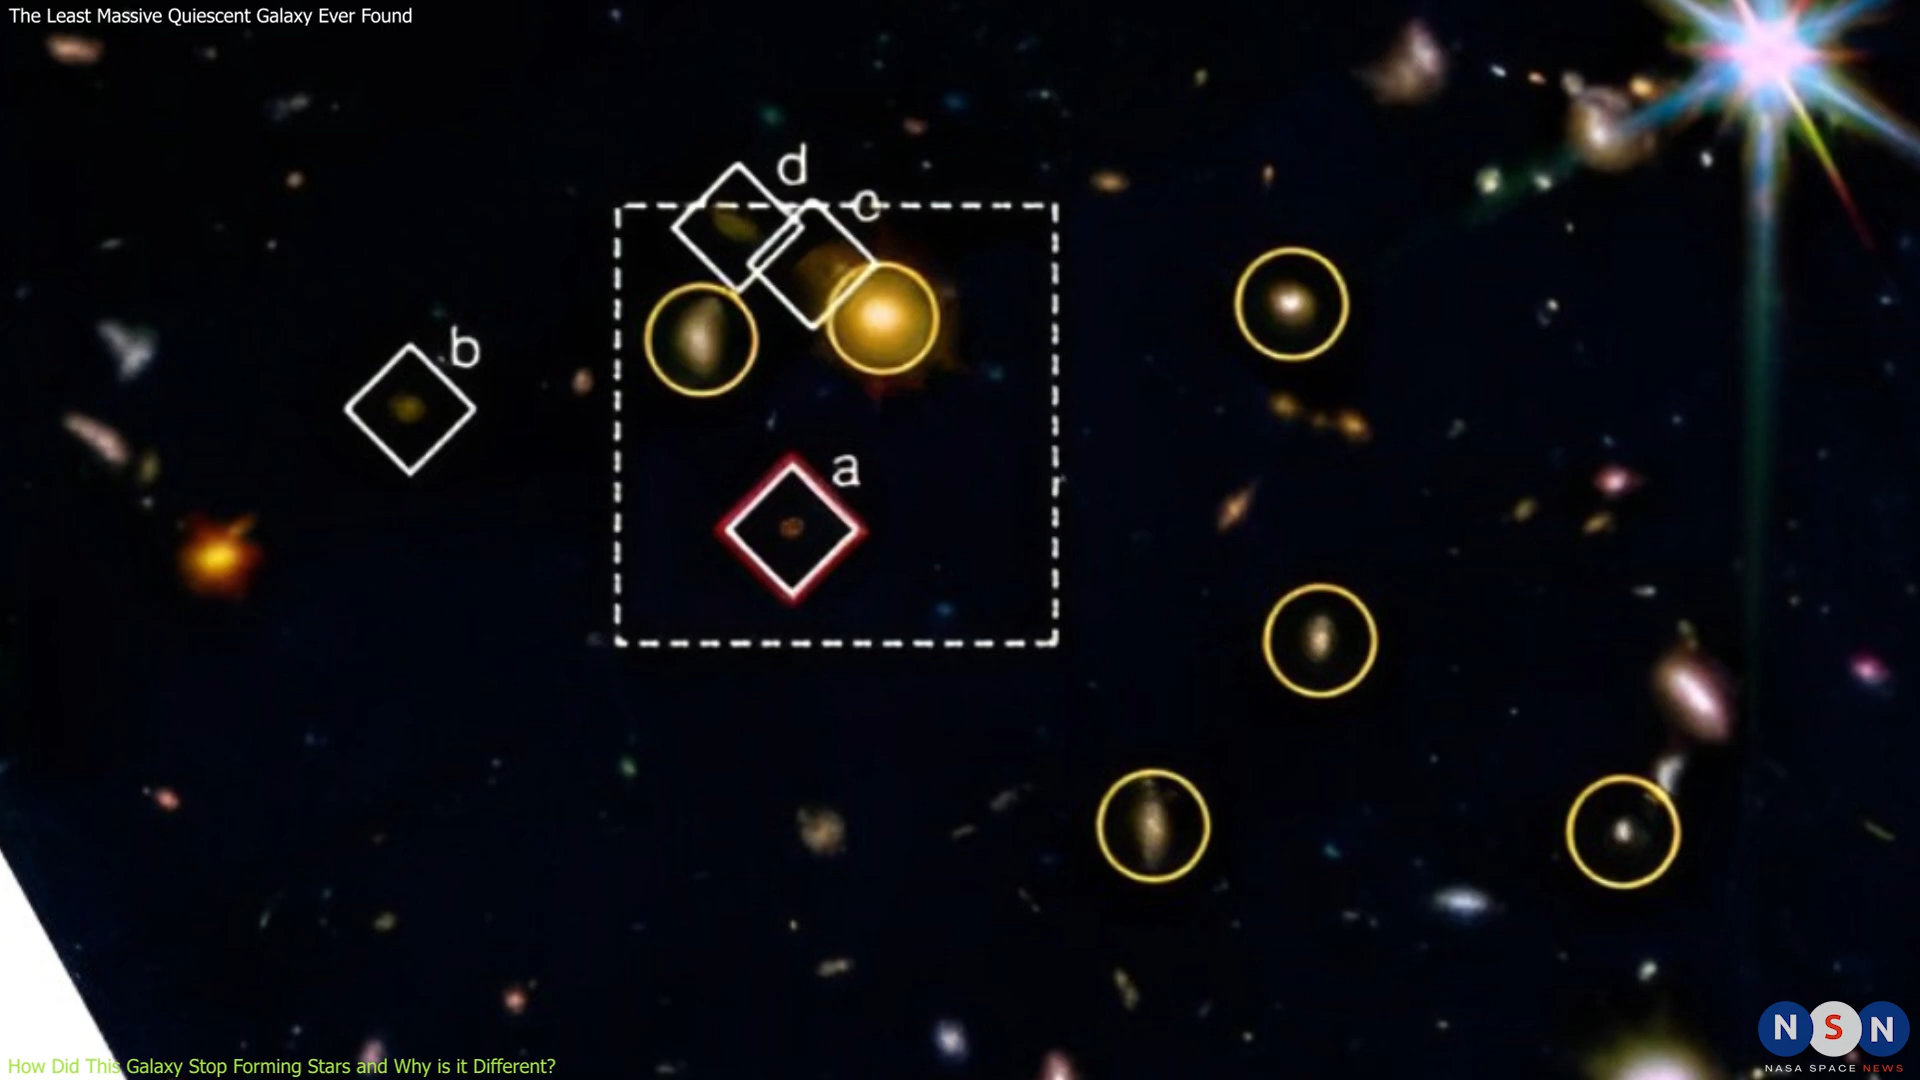 The Least Massive Quiescent Galaxy Ever Found
d
c
b
a
N S N
NASA SPACE NEWS
How Did This Galaxy Stop Forming Stars and Why is it Different?